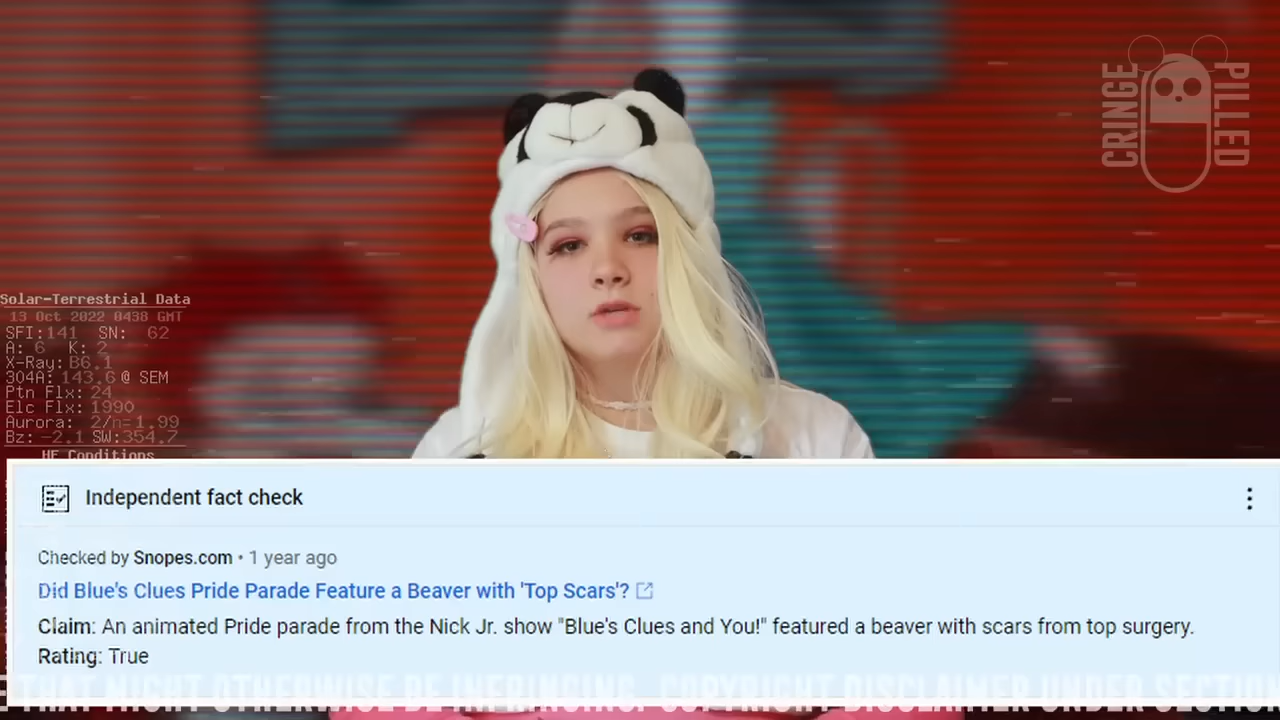 CRINGE
PILLED
Solar-Terrestrial Data
13 Oct 2022 0438 GMT
SFI:141 SN: 62
A: 6 K: 2
X-Ray: B6.1
304A: 143.6 @ SEM
Ptn Flx: 24
Elc Flx: 1990
Aurora: 2/n=1.99
Bz: -2.1 SW:354.7
HF Conditions
Independent fact check
Checked by Snopes.com • 1 year ago
Did Blue's Clues Pride Parade Feature a Beaver with 'Top Scars'?
Claim: An animated Pride parade from the Nick Jr. show "Blue's Clues and You!" featured a beaver with scars from top surgery.
Rating: True
THAT MIGHT OTHERWISE BE INFRINGING. COPYRIGHT DISCLAIMER UNDER SECTION